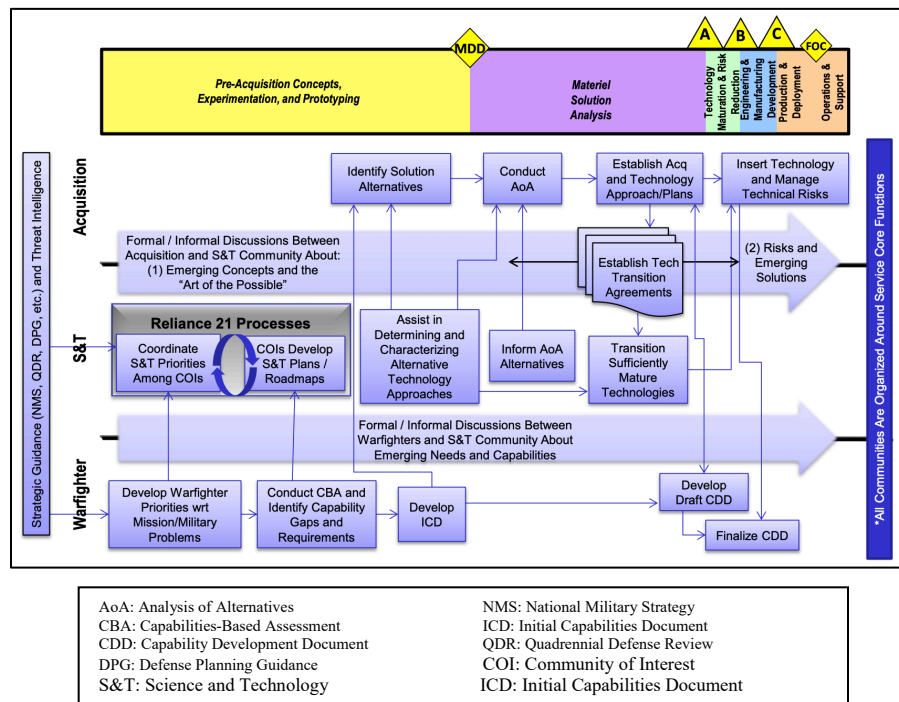 MDD
A
B
C
FOC
Pre-Acquisition Concepts,
Experimentation, and Prototyping
Materiel
Solution
Analysis
Technology
Maturation & Risk
Reduction
Engineering &
Manufacturing
Development
Production &
Deployment
Operations &
Support
Strategic Guidance (NMS, QDR, DPG, etc.) and Threat Intelligence
Acquisition
Identify Solution
Alternatives
Conduct
AoA
Establish Acq
and Technology
Approach/Plans
Insert Technology
and Manage
Technical Risks
Formal / Informal Discussions Between
Acquisition and S&T Community About:
(1) Emerging Concepts and the
“Art of the Possible”
Establish Tech
Transition
Agreements
(2) Risks and
Emerging
Solutions
S&T
Reliance 21 Processes
Coordinate
S&T Priorities
Among COIs
COIs Develop
S&T Plans /
Roadmaps
Assist in
Determining and
Characterizing
Alternative
Technology
Approaches
Inform AoA
Alternatives
Transition
Sufficiently
Mature
Technologies
Formal / Informal Discussions Between
Warfighters and S&T Community About
Emerging Needs and Capabilities
Warfighter
Develop Warfighter
Priorities wrt
Mission/Military
Problems
Conduct CBA and
Identify Capability
Gaps and
Requirements
Develop
ICD
Develop
Draft CDD
Finalize CDD
*All Communities Are Organized Around Service Core Functions
AoA: Analysis of Alternatives
CBA: Capabilities-Based Assessment
CDD: Capability Development Document
DPG: Defense Planning Guidance
S&T: Science and Technology
NMS: National Military Strategy
ICD: Initial Capabilities Document
QDR: Quadrennial Defense Review
COI: Community of Interest
ICD: Initial Capabilities Document